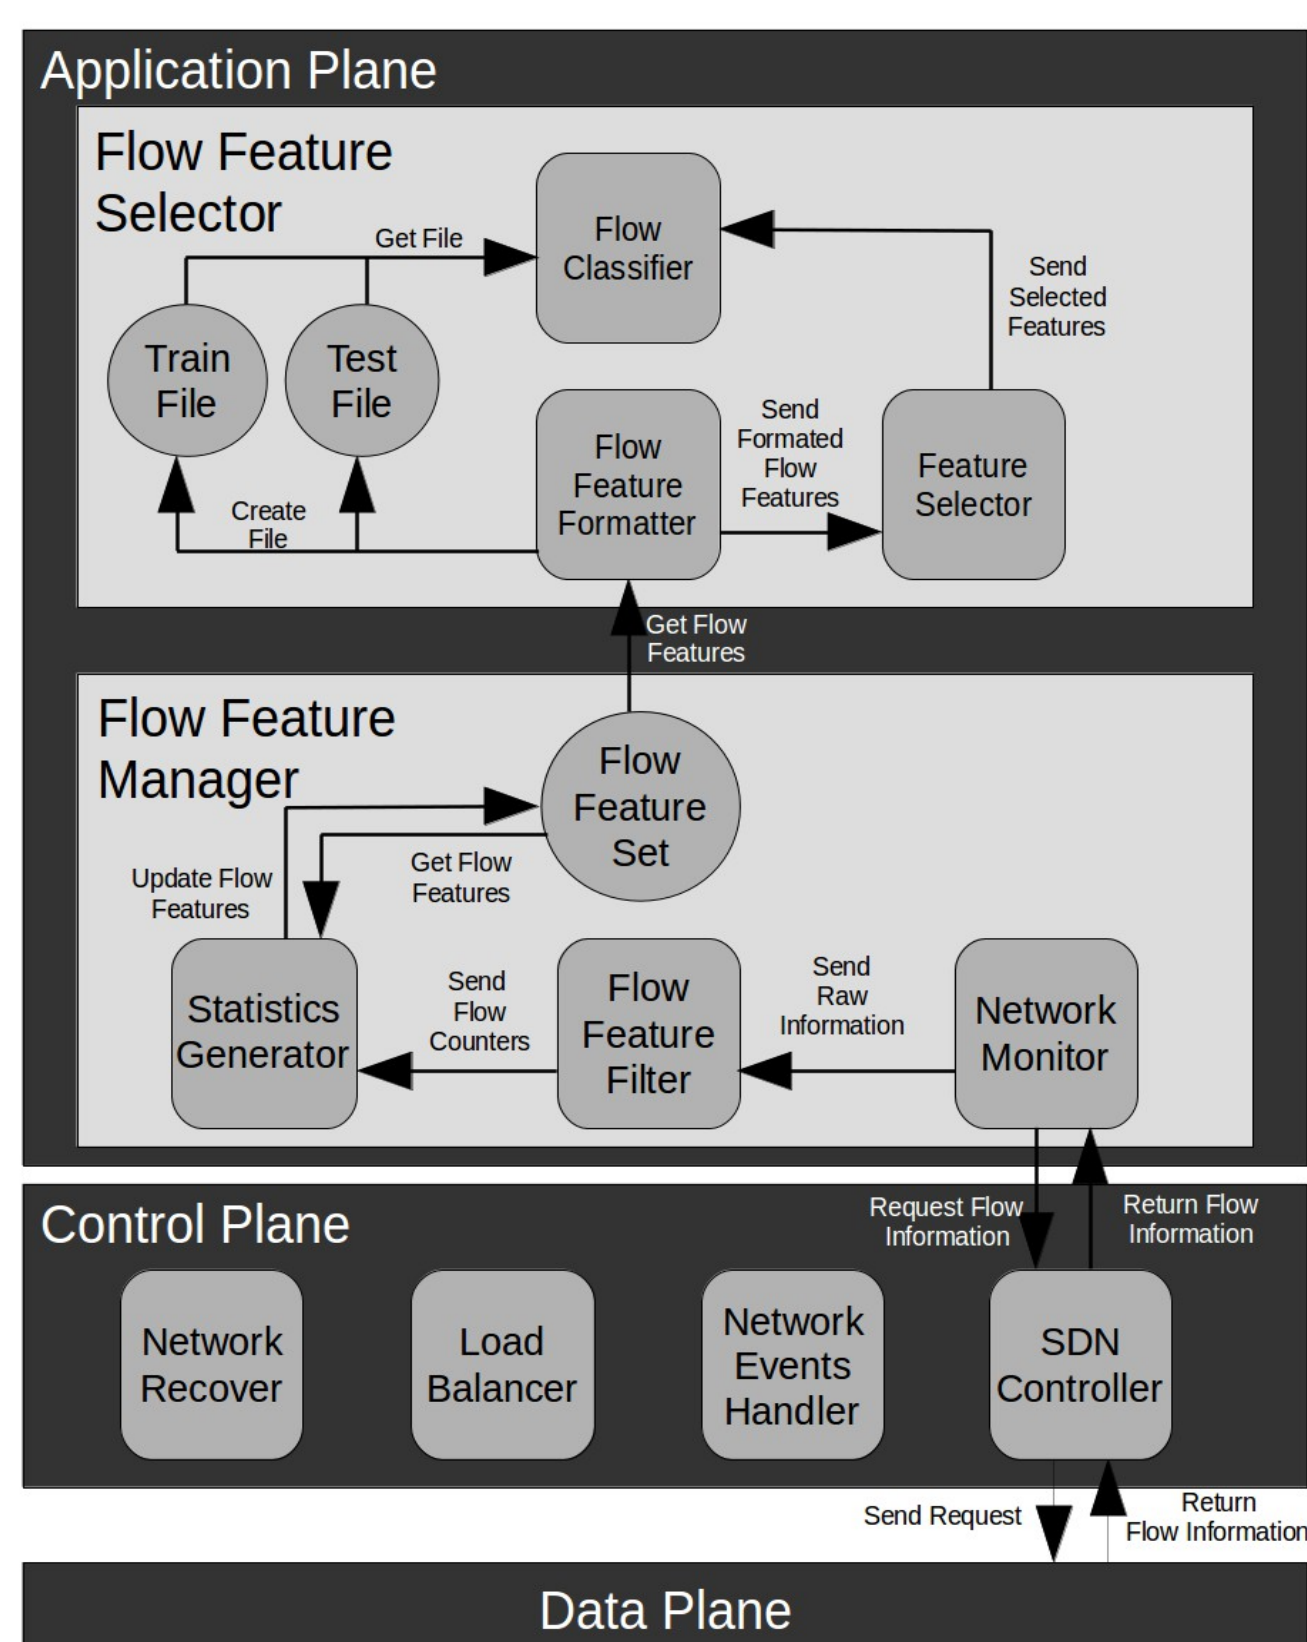 Application Plane
Flow Feature
Selector
Get File
Flow
Classifier
Send
Selected
Features
Train
File
Test
File
Create
File
Flow
Feature
Formatter
Send
Formated
Flow
Features
Feature
Selector
Get Flow
Features
Flow Feature
Manager
Flow
Feature
Set
Update Flow
Features
Get Flow
Features
Statistics
Generator
Send
Flow
Counters
Flow
Feature
Filter
Send
Raw
Information
Network
Monitor
Control Plane
Request Flow
Information
Return Flow
Information
Network
Recover
Load
Balancer
Network
Events
Handler
SDN
Controller
Send Request
Return
Flow Information
Data Plane